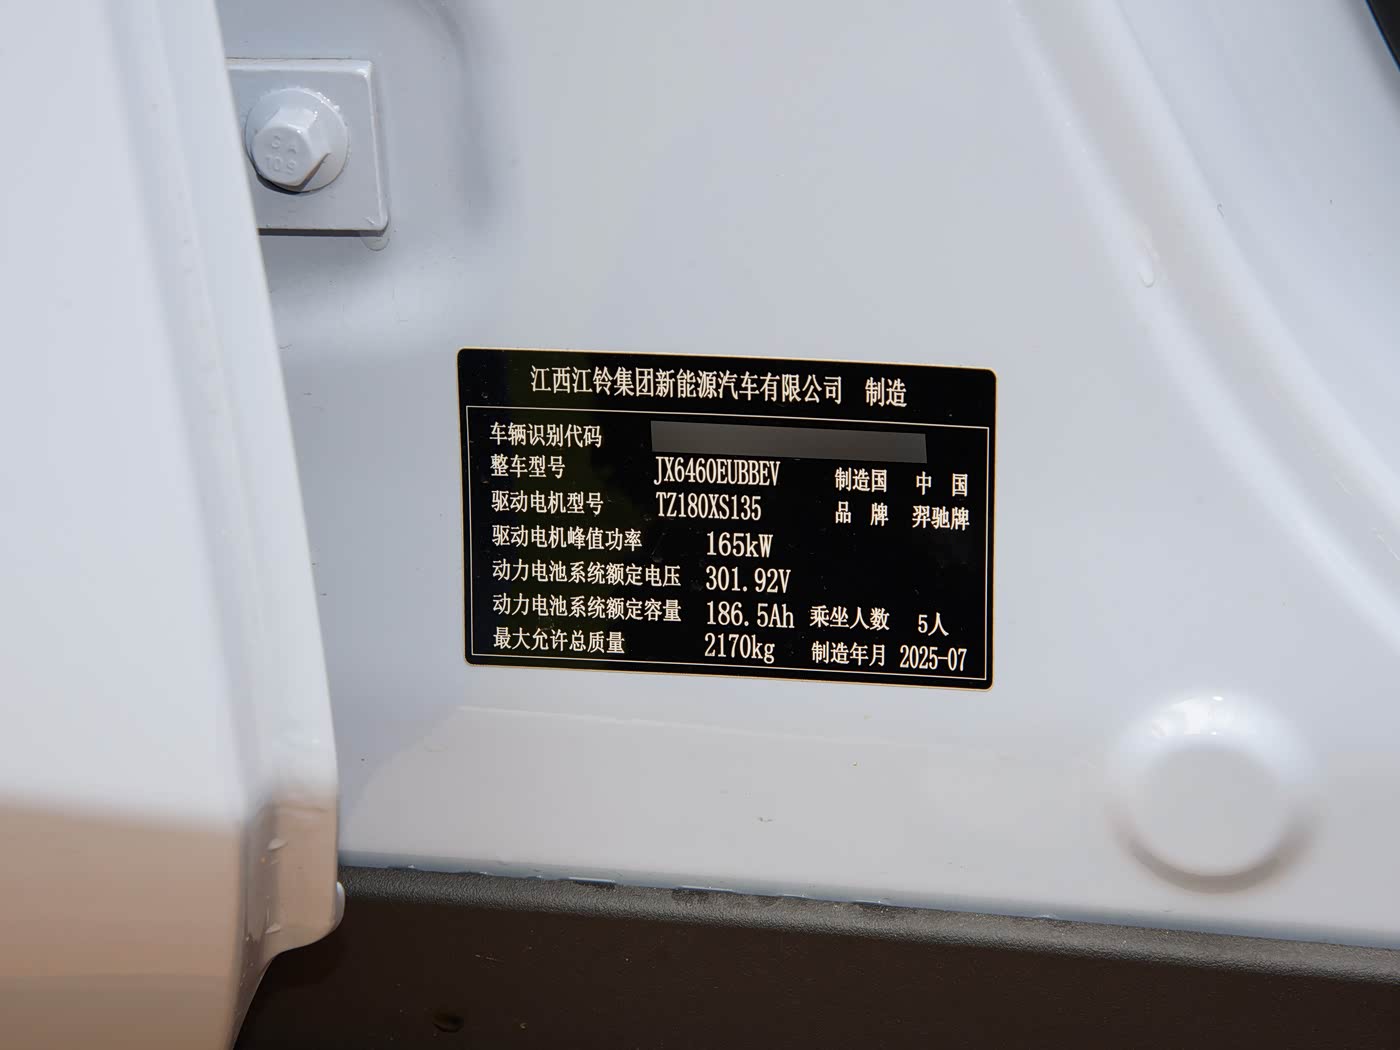 江西江铃集团新能源汽车有限公司 制造
车辆识别代码
整车型号 JX6460EUBBEV 制造国 中国
驱动电机型号 TZ180XS135 品牌 羿驰牌
驱动电机峰值功率 165kW
动力电池系统额定电压 301.92V
动力电池系统额定容量 186.5Ah 乘坐人数 5人
最大允许总质量 2170kg 制造年月 2025-07